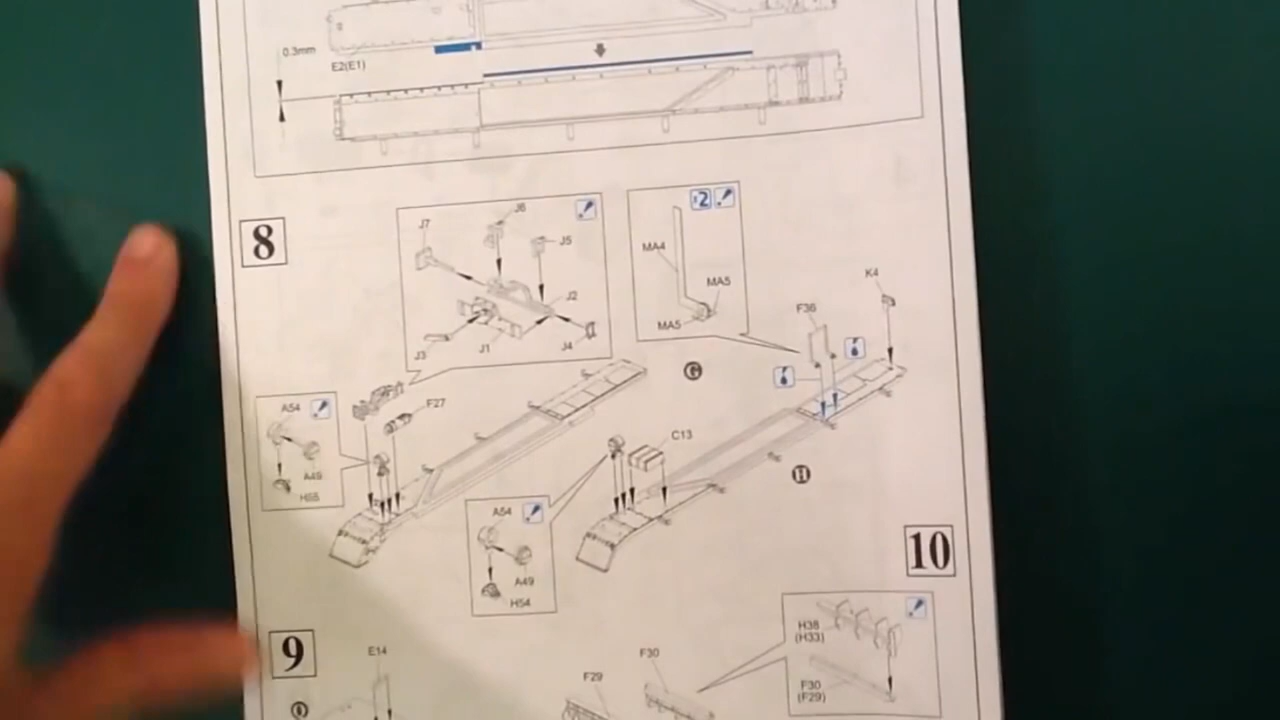 0.3mm
E2(E1)
8
J7
J6
J5
J2
J3
J1
J4
×2
MA4
MA5
MA5
K4
F36
G
A54
F27
A49
H55
C13
H
A54
A49
H54
10
9
E14
F30
F29
H38
(H33)
F30
(F29)